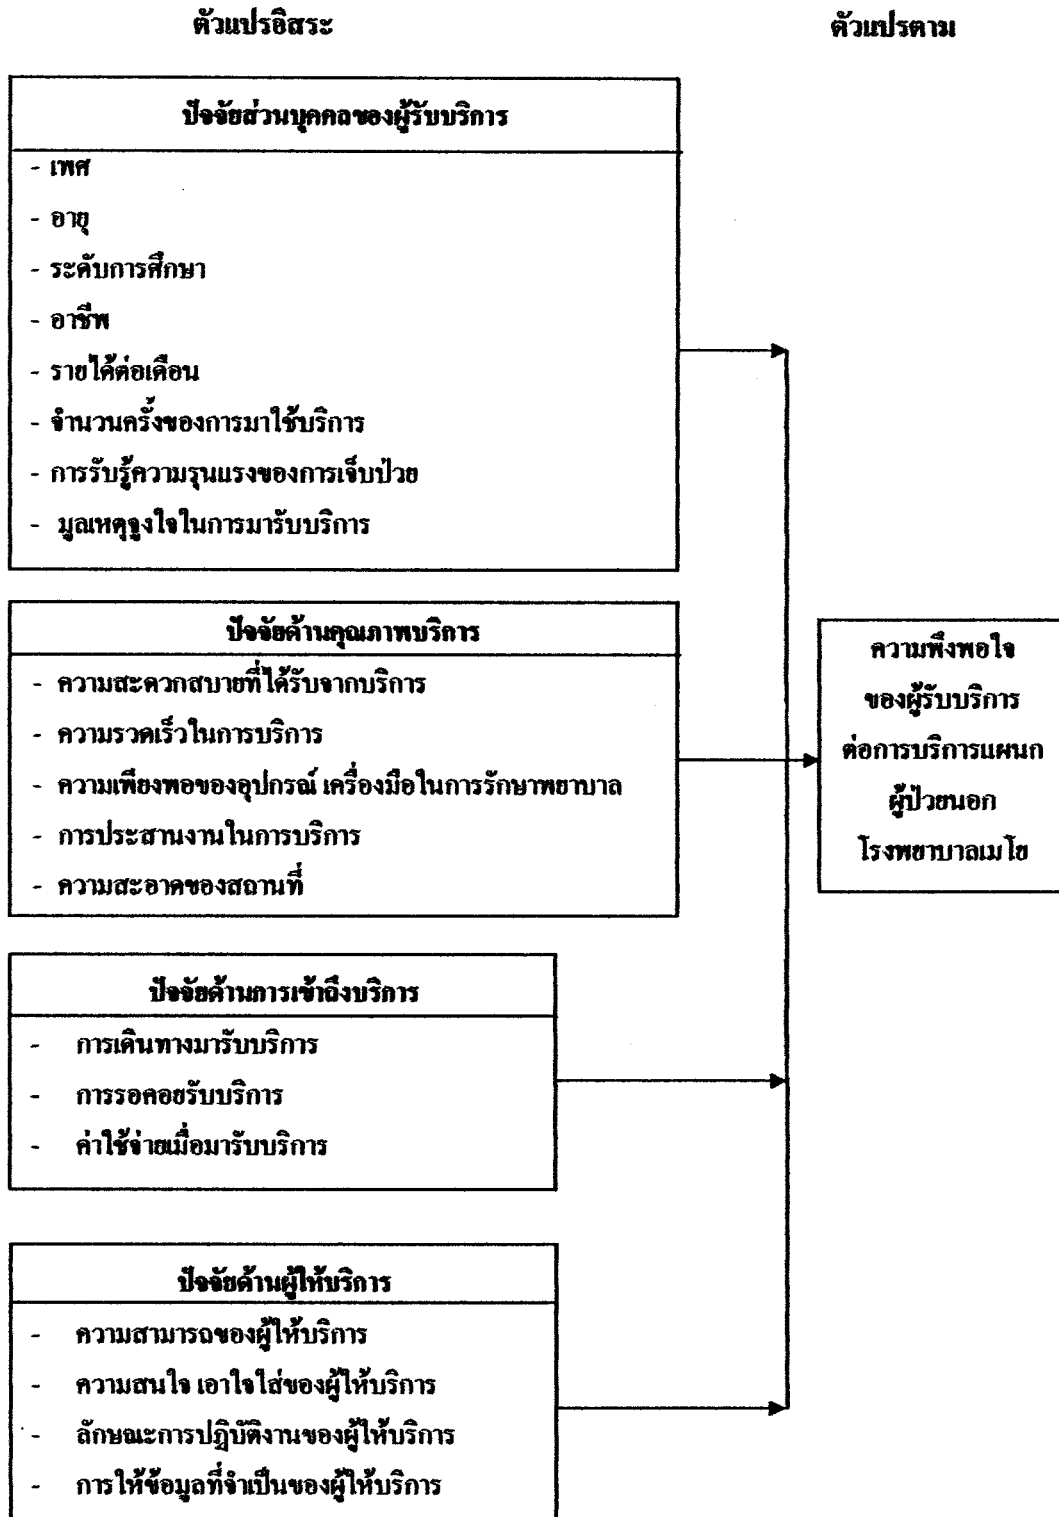 ตัวแปรอิสระ
ตัวแปรตาม
ปัจจัยส่วนบุคคลของผู้รับบริการ
- เพศ
- อายุ
- ระดับการศึกษา
- อาชีพ
- รายได้ต่อเดือน
- จำนวนครั้งของการมาใช้บริการ
- การรับรู้ความรุนแรงของการเจ็บป่วย
- มูลเหตุจูงใจในการมารับบริการ
ปัจจัยด้านคุณภาพบริการ
- ความสะดวกสบายที่ได้รับจากบริการ
- ความรวดเร็วในการบริการ
- ความเพียงพอของอุปกรณ์ เครื่องมือในการรักษาพยาบาล
- การประสานงานในการบริการ
- ความสะอาดของสถานที่
ความพึงพอใจ
ของผู้รับบริการ
ต่อการบริการแผนก
ผู้ป่วยนอก
โรงพยาบาลเมโย
ปัจจัยด้านการเข้าถึงบริการ
- การเดินทางมารับบริการ
- การรอคอยรับบริการ
- ค่าใช้จ่ายเมื่อมารับบริการ
ปัจจัยด้านผู้ให้บริการ
- ความสามารถของผู้ให้บริการ
- ความสนใจ เอาใจใส่ของผู้ให้บริการ
- ลักษณะการปฏิบัติงานของผู้ให้บริการ
- การให้ข้อมูลที่จำเป็นของผู้ให้บริการ